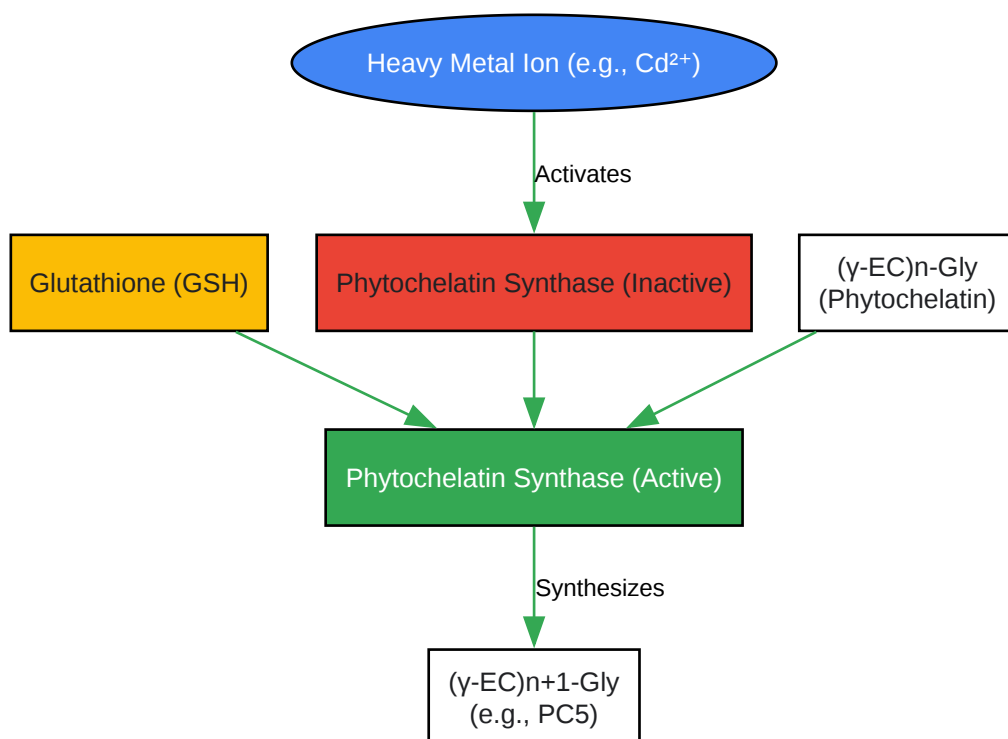 Heavy Metal Ion (e.g., Cd²⁺)
Activates
Glutathione (GSH)
Phytochelatin Synthase (Inactive)
(γ-EC)n-Gly
(Phytochelatin)
Phytochelatin Synthase (Active)
Synthesizes
(γ-EC)n+1-Gly
(e.g., PC5)